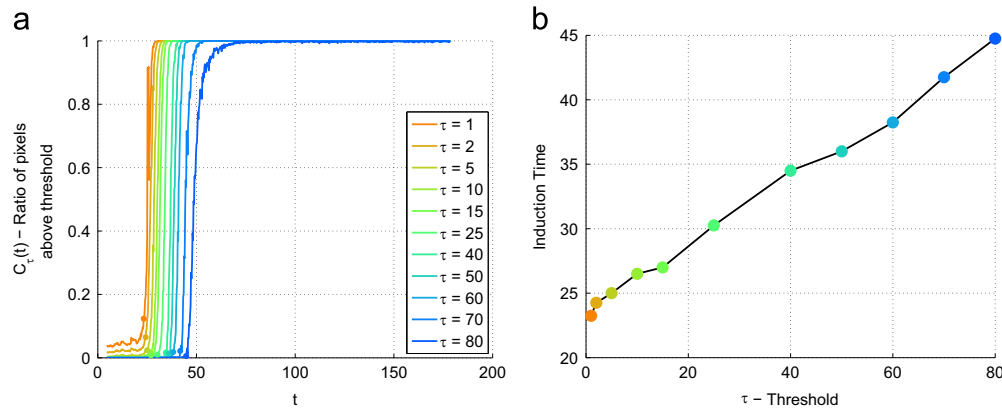 a
C_τ(t) − Ratio of pixels
above threshold
1
0.8
0.6
0.4
0.2
0
0 50 100 150 200
t
τ = 1
τ = 2
τ = 5
τ = 10
τ = 15
τ = 25
τ = 40
τ = 50
τ = 60
τ = 70
τ = 80
b
Induction Time
45
40
35
30
25
20
0 20 40 60 80
τ − Threshold